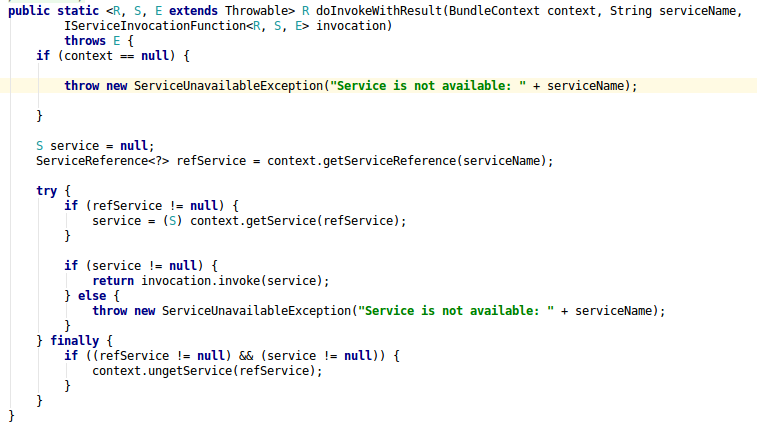 public static <R, S, E extends Throwable> R doInvokeWithResult(BundleContext context, String serviceName,
        IServiceInvocationFunction<R, S, E> invocation)
        throws E {
    if (context == null) {

        throw new ServiceUnavailableException("Service is not available: " + serviceName);

    }

    S service = null;
    ServiceReference<?> refService = context.getServiceReference(serviceName);

    try {
        if (refService != null) {
            service = (S) context.getService(refService);
        }

        if (service != null) {
            return invocation.invoke(service);
        } else {
            throw new ServiceUnavailableException("Service is not available: " + serviceName);
        }
    } finally {
        if ((refService != null) && (service != null)) {
            context.ungetService(refService);
        }
    }
}